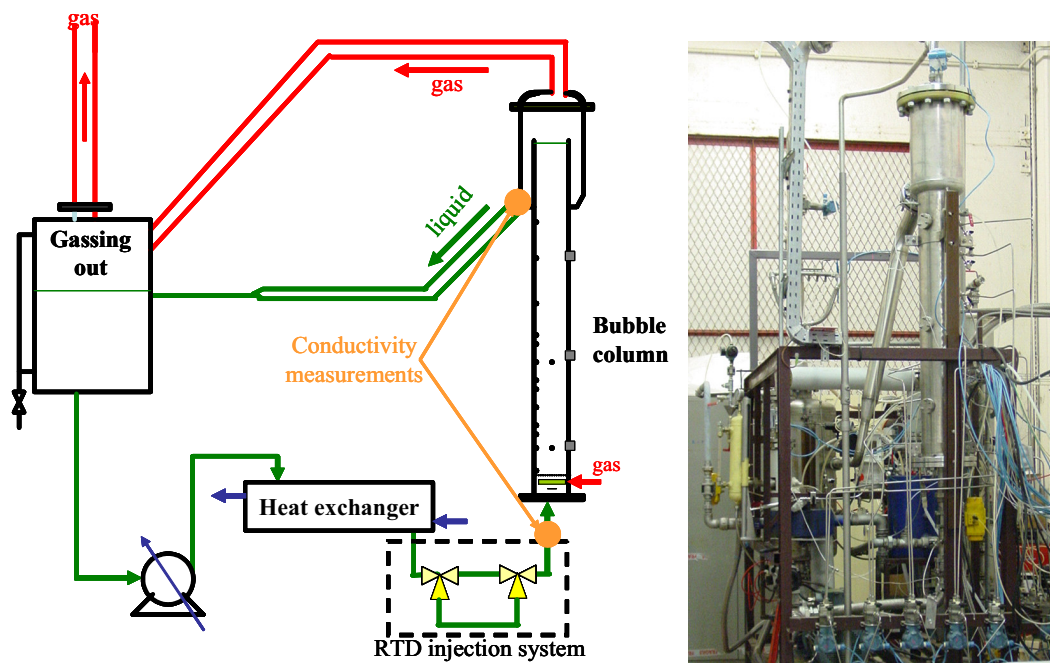 gas
gas
liquid
Gassing
out
Conductivity
measurements
Bubble
column
gas
Heat exchanger
RTD injection system